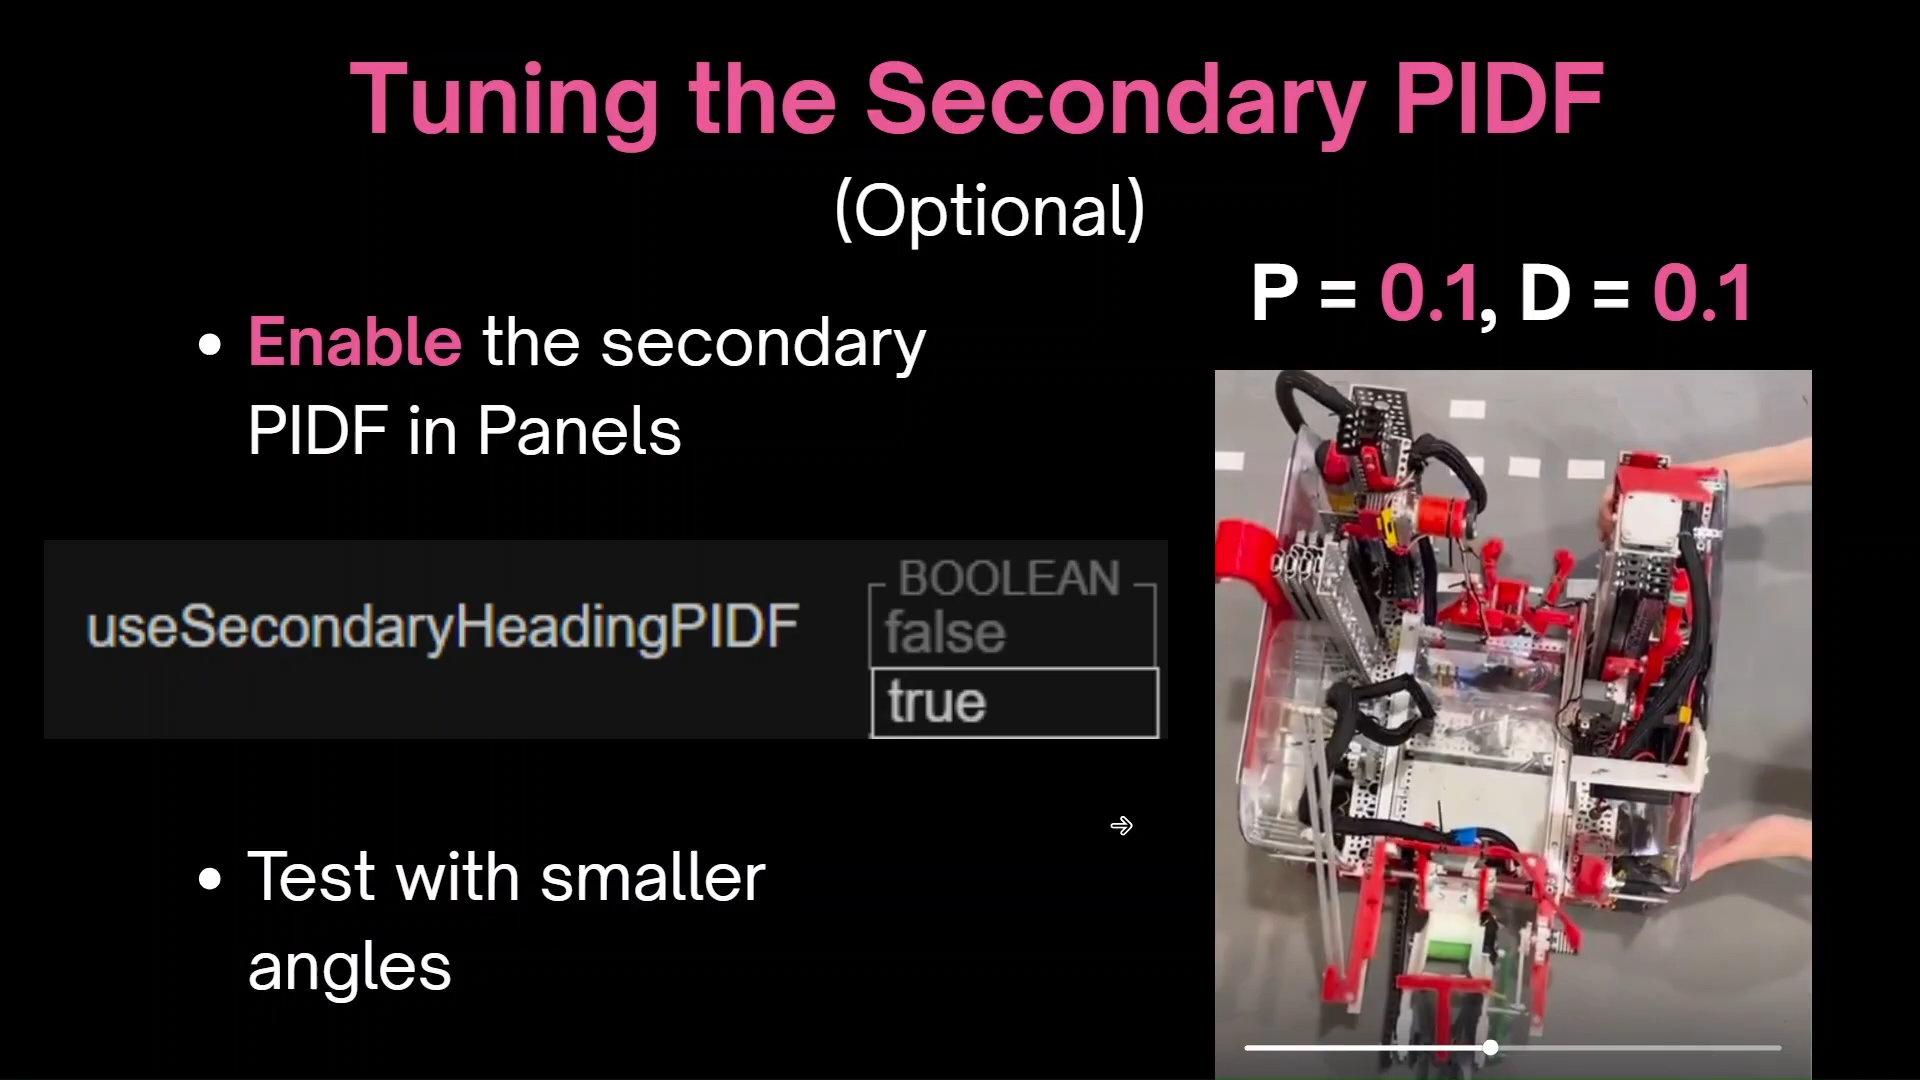 Tuning the Secondary PIDF
(Optional)
P = 0.1, D = 0.1
• Enable the secondary
PIDF in Panels
BOOLEAN
useSecondaryHeadingPIDF
false
true
• Test with smaller
angles